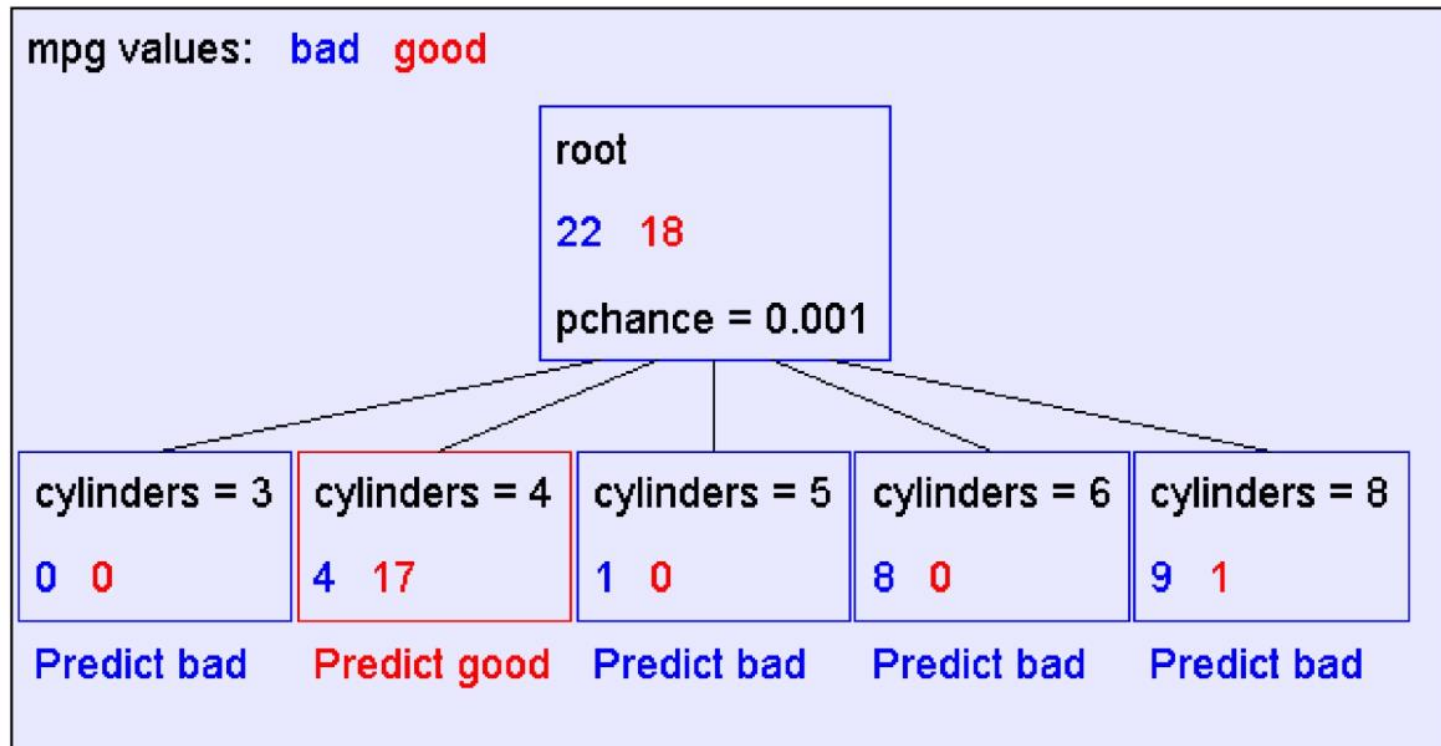 mpg values: bad good
root
22 18
pchance = 0.001
cylinders = 3
0 0
Predict bad
cylinders = 4
4 17
Predict good
cylinders = 5
1 0
Predict bad
cylinders = 6
8 0
Predict bad
cylinders = 8
9 1
Predict bad